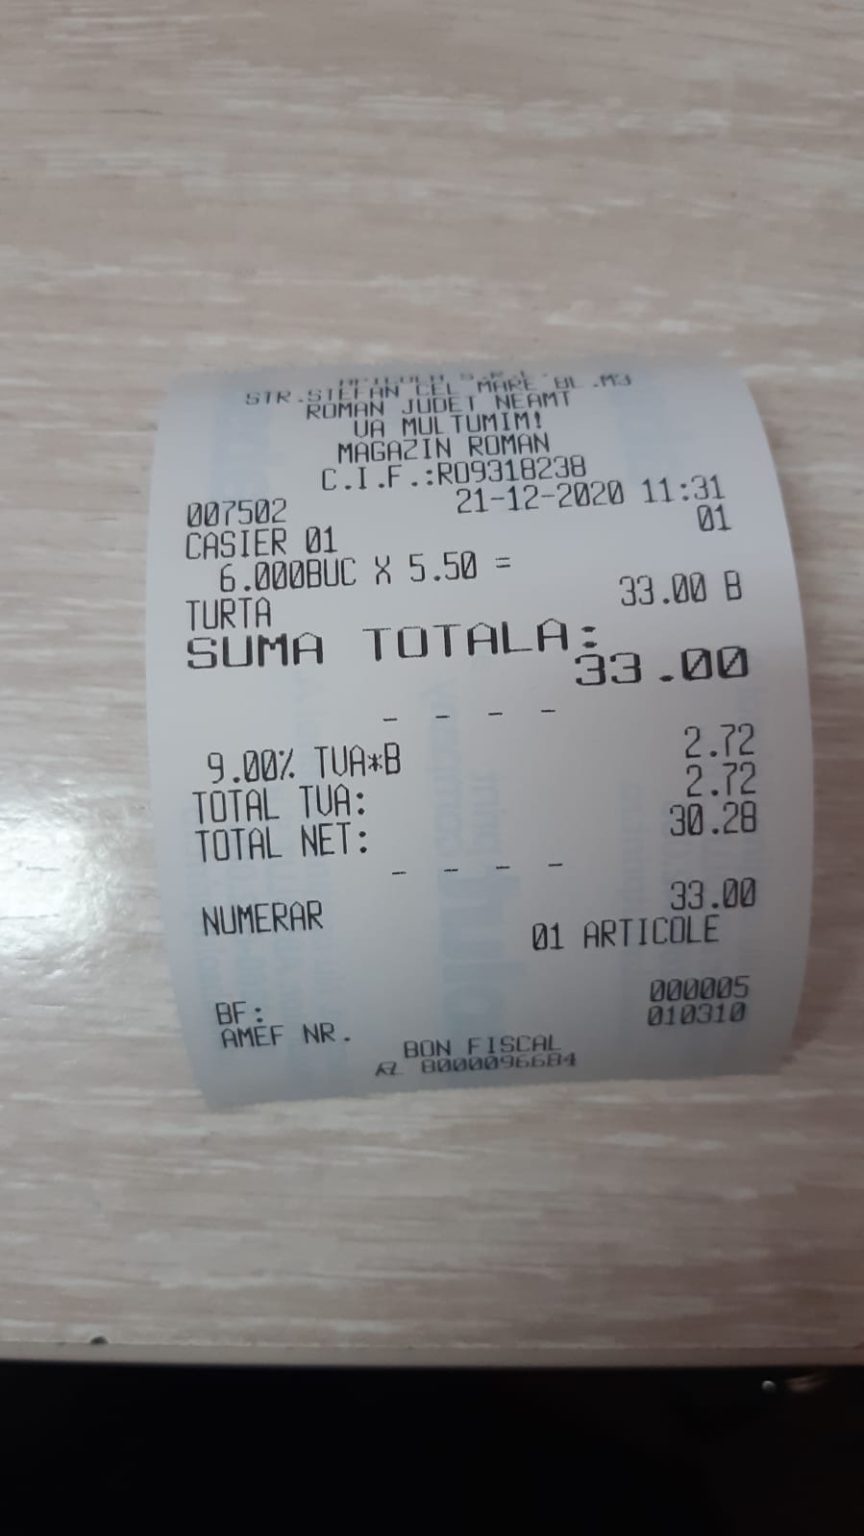 S.R.L.
STR.STEFAN CEL MARE BL.M3
ROMAN JUDET NEAMT
VA MULTUMIM!
MAGAZIN ROMAN
C.I.F.:RO9318238
007502 21-12-2020 11:31
CASIER 01 01
6.000BUC X 5.50 =
TURTA 33.00 B
SUMA TOTALA:
33.00
- - - -
9.00% TVA*B 2.72
TOTAL TVA: 2.72
TOTAL NET: 30.28
- - - -
NUMERAR 33.00
01 ARTICOLE
BF: 000005
AMEF NR. 010310
BON FISCAL
8000096684